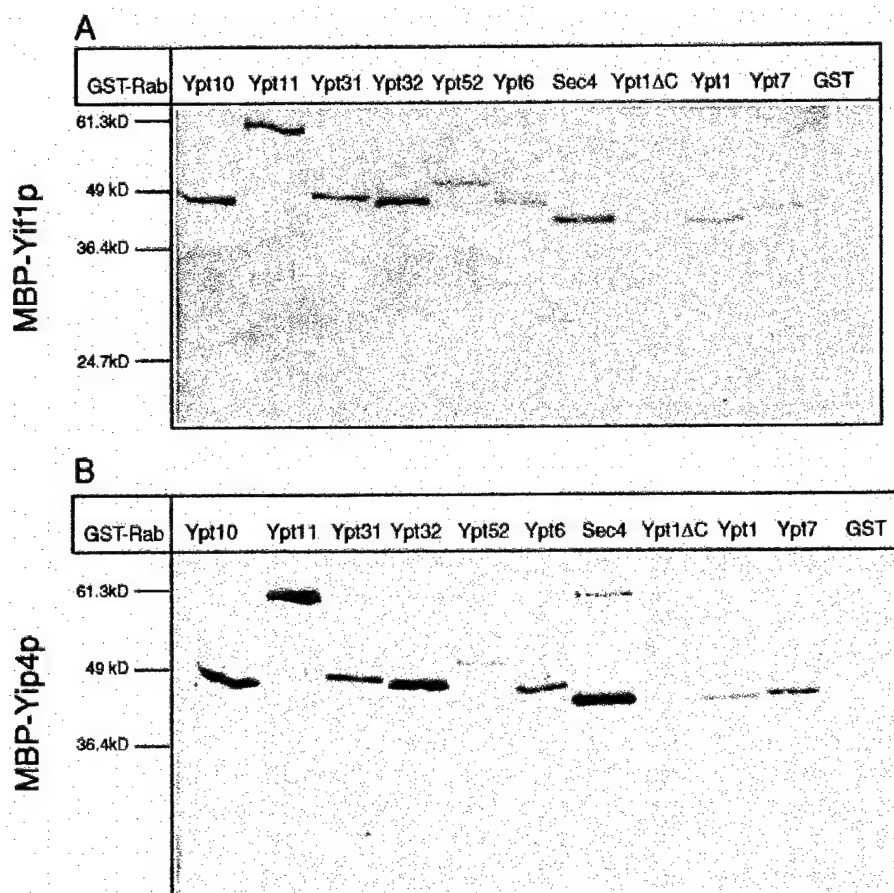 A
GST-Rab Ypt10 Ypt11 Ypt31 Ypt32 Ypt52 Ypt6 Sec4 Ypt1ΔC Ypt1 Ypt7 GST
61.3kD
49 kD
36.4kD
24.7kD
MBP-Yif1p
B
GST-Rab Ypt10 Ypt11 Ypt31 Ypt32 Ypt52 Ypt6 Sec4 Ypt1ΔC Ypt1 Ypt7 GST
61.3kD
49 kD
36.4kD
MBP-Yip4p